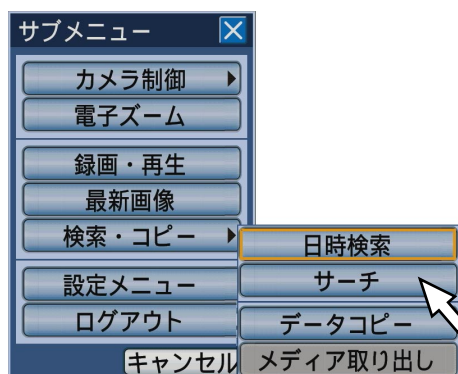 サブメニュー
カメラ制御
電子ズーム
録画・再生
最新画像
検索・コピー
日時検索
サーチ
設定メニュー
ログアウト
データコピー
キャンセル
メディア取り出し